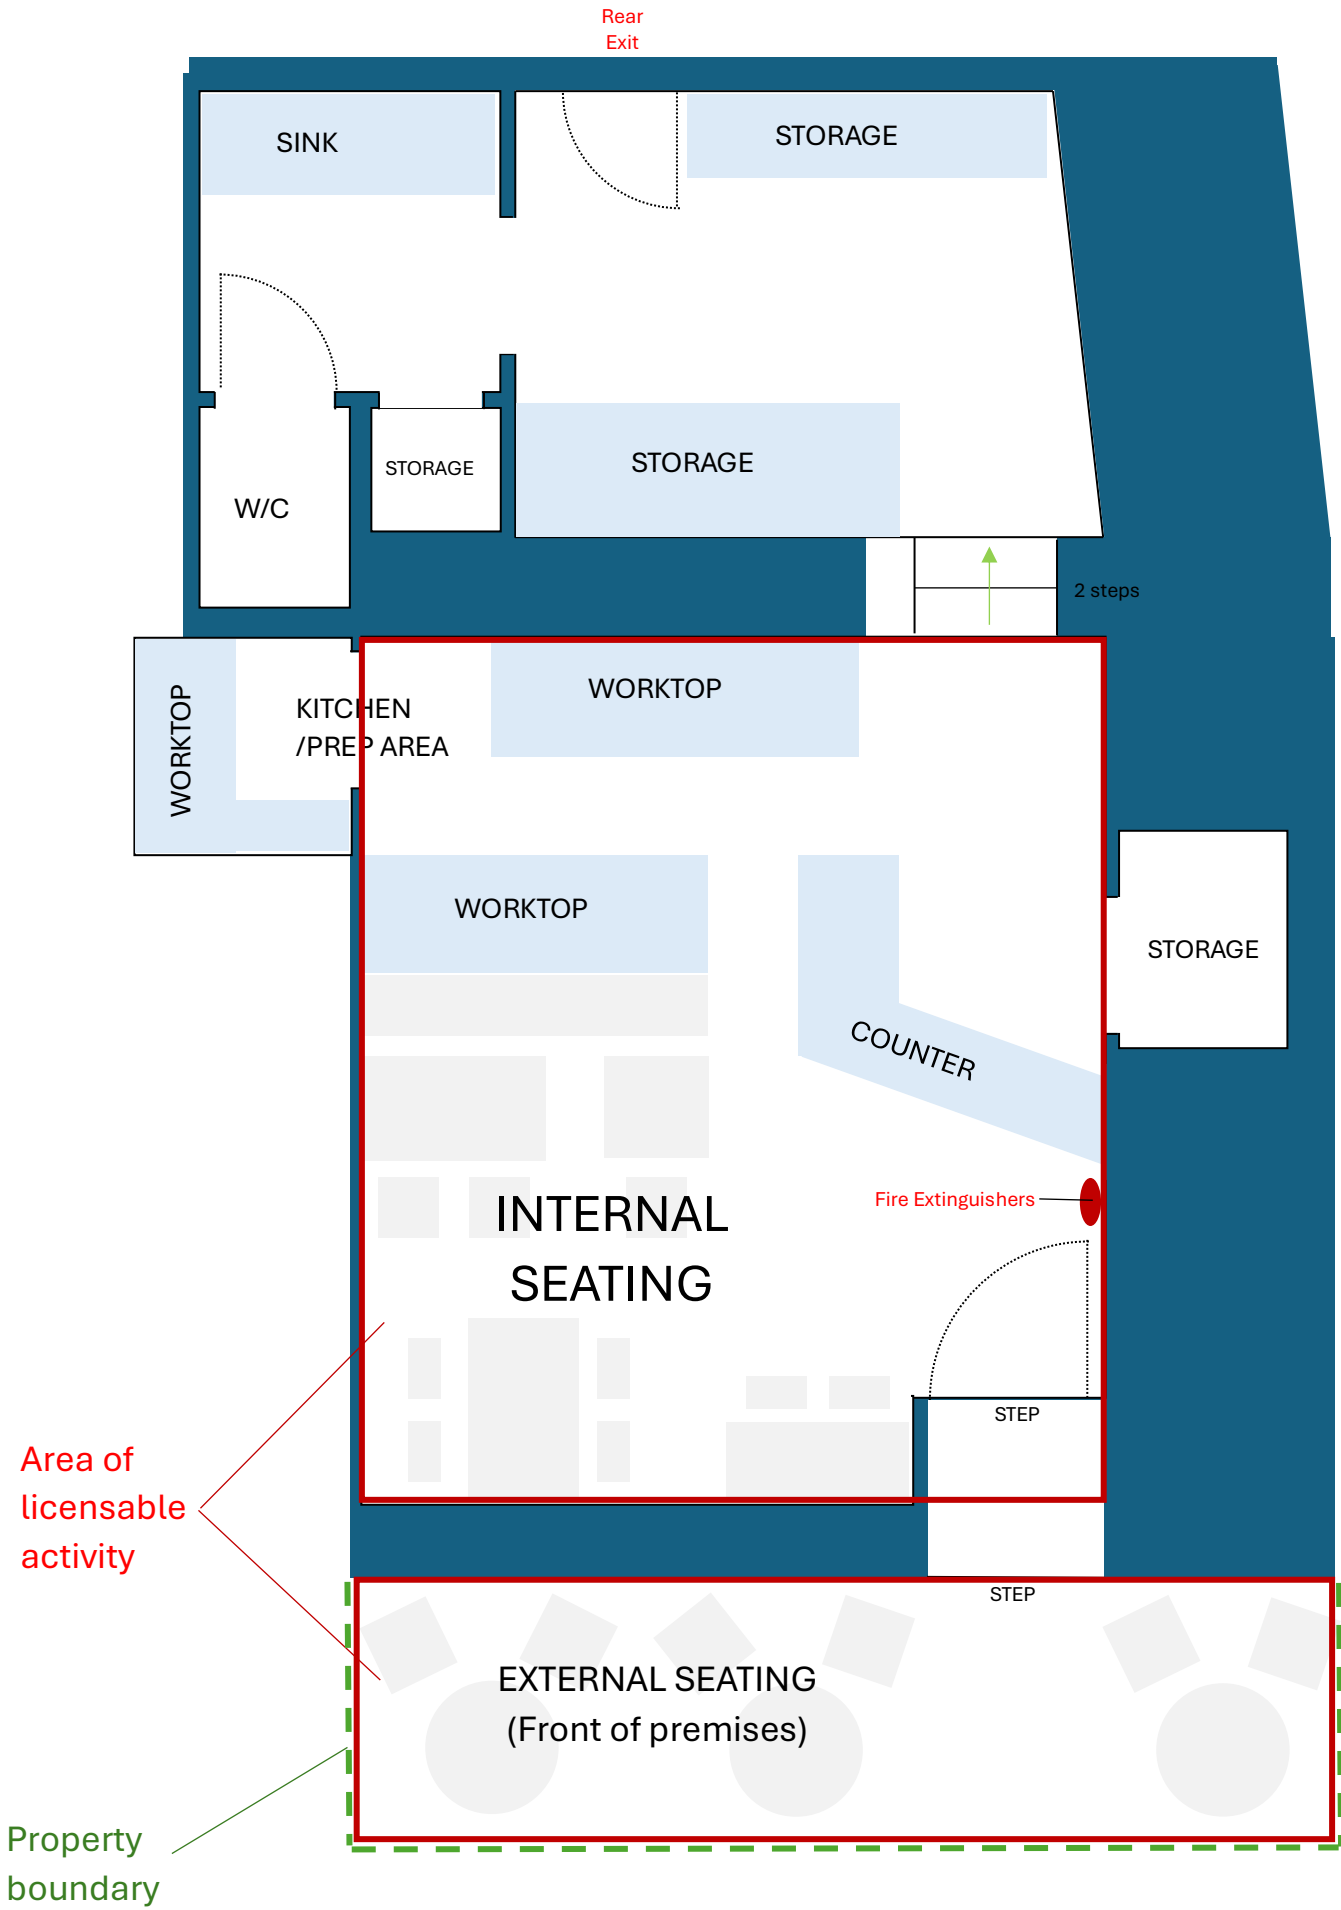 Rear
Exit
SINK
STORAGE
STORAGE
STORAGE
W/C
2 steps
WORKTOP
KITCHEN
/PREP AREA
WORKTOP
WORKTOP
STORAGE
COUNTER
Fire Extinguishers
INTERNAL
SEATING
STEP
Area of
licensable
activity
STEP
EXTERNAL SEATING
(Front of premises)
Property
boundary